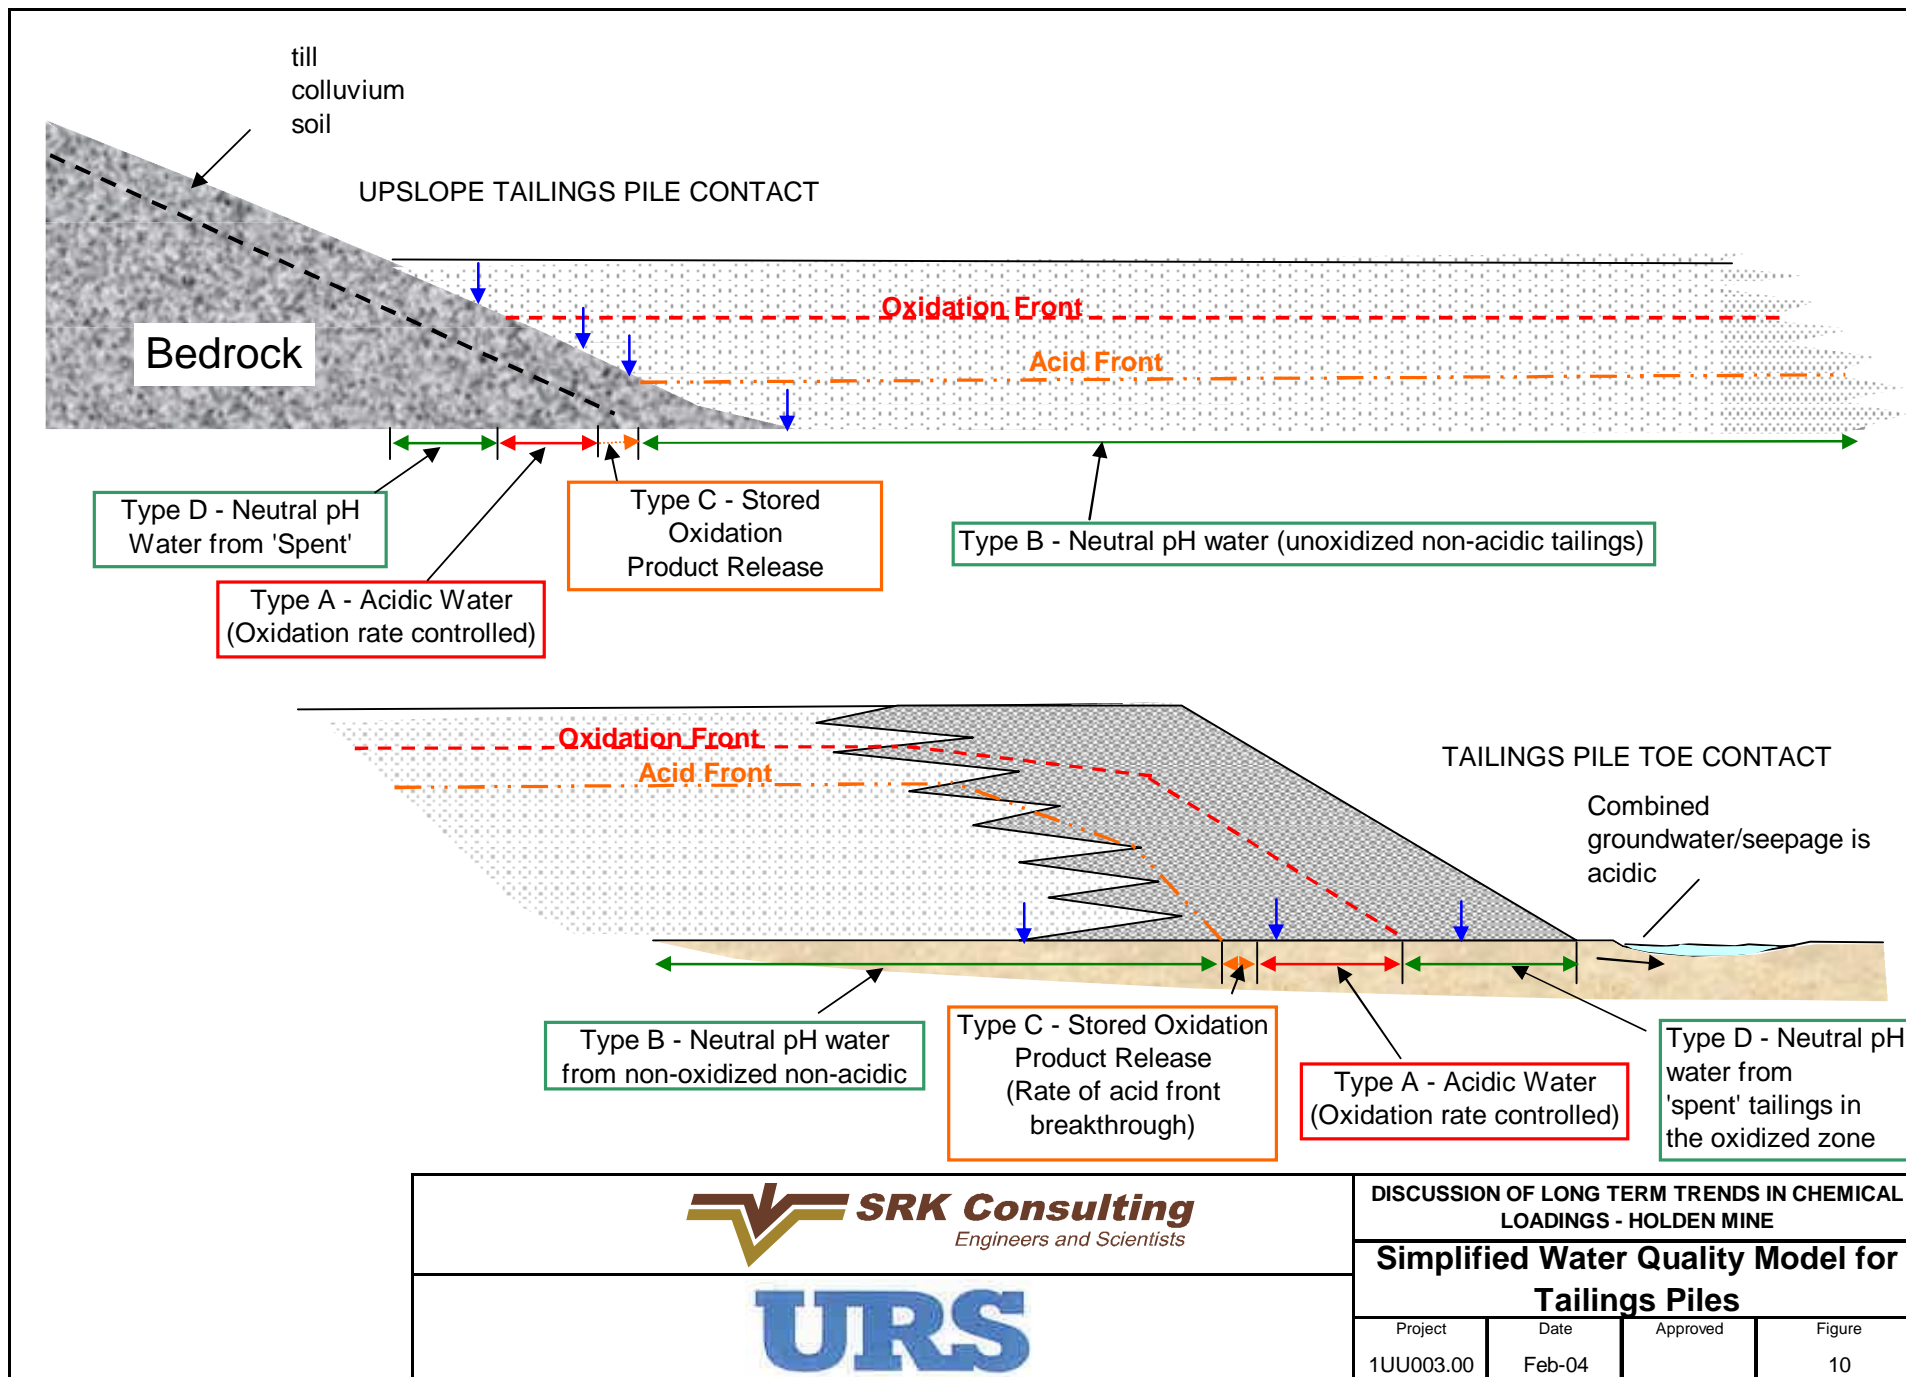 till
colluvium
soil
UPSLOPE TAILINGS PILE CONTACT
Oxidation Front
Bedrock
Acid Front
Type D - Neutral pH
Water from 'Spent'
Type C - Stored
Oxidation
Product Release
Type B - Neutral pH water (unoxidized non-acidic tailings)
Type A - Acidic Water
(Oxidation rate controlled)
Oxidation Front
Acid Front
TAILINGS PILE TOE CONTACT
Combined
groundwater/seepage is
acidic
Type B - Neutral pH water
from non-oxidized non-acidic
Type C - Stored Oxidation
Product Release
(Rate of acid front
breakthrough)
Type A - Acidic Water
(Oxidation rate controlled)
Type D - Neutral pH
water from
'spent' tailings in
the oxidized zone
SRK Consulting
Engineers and Scientists
URS
DISCUSSION OF LONG TERM TRENDS IN CHEMICAL
LOADINGS - HOLDEN MINE
Simplified Water Quality Model for
Tailings Piles
Project Date Approved Figure
1UU003.00 Feb-04 10